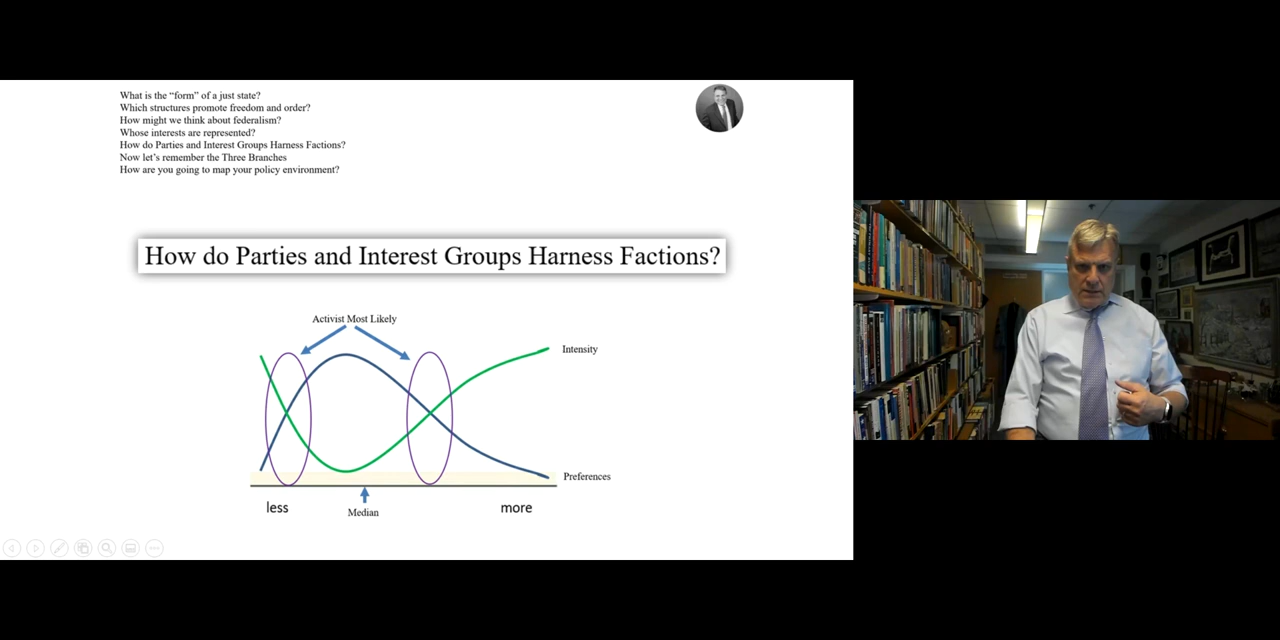 What is the “form” of a just state?
Which structures promote freedom and order?
How might we think about federalism?
Whose interests are represented?
How do Parties and Interest Groups Harness Factions?
Now let’s remember the Three Branches
How are you going to map your policy environment?
How do Parties and Interest Groups Harness Factions?
Activist Most Likely
Intensity
Preferences
less
Median
more